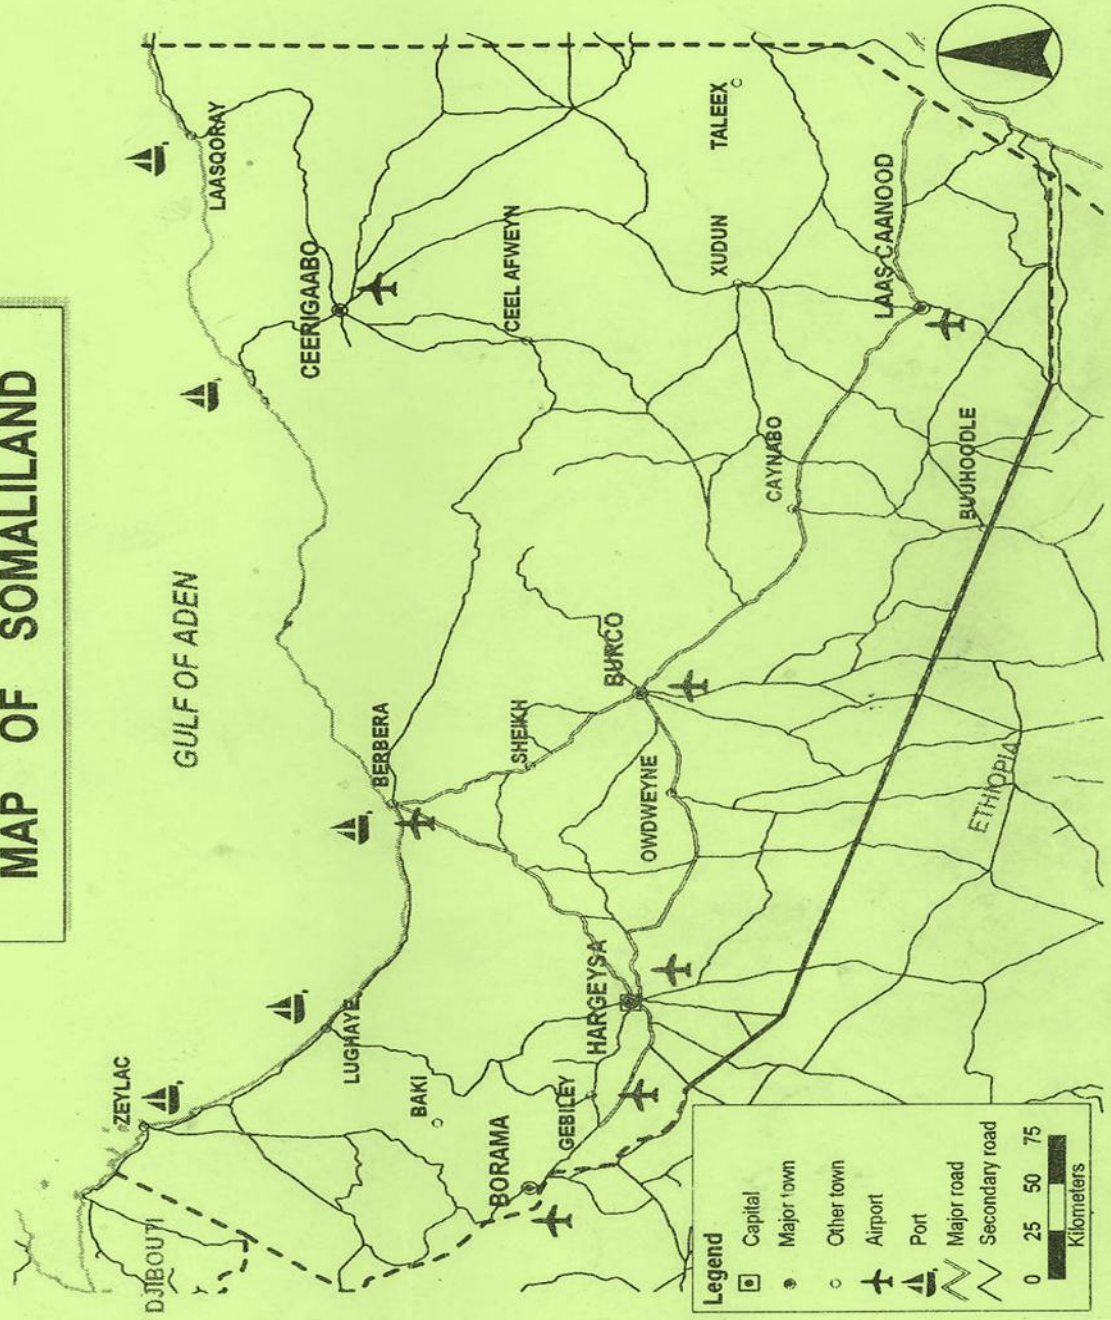 MAP OF SOMALILAND
GULF OF ADEN
DJIBOUTI
ZEYLAC
LUGHAYE
BAKI
BORAMA
GEBILEY
HARGEYSA
BERBERA
SHEIKH
OWDWEYNE
BURCO
CEERIGAABO
LAASQORAY
CEEL AFWEYN
XUDUN
TALEEX
CAYNABO
LAAS CAANOOD
BUUHOODLE
ETHIOPIA
Legend
Capital
Major town
Other town
Airport
Port
Major road
Secondary road
0 25 50 75
Kilometers